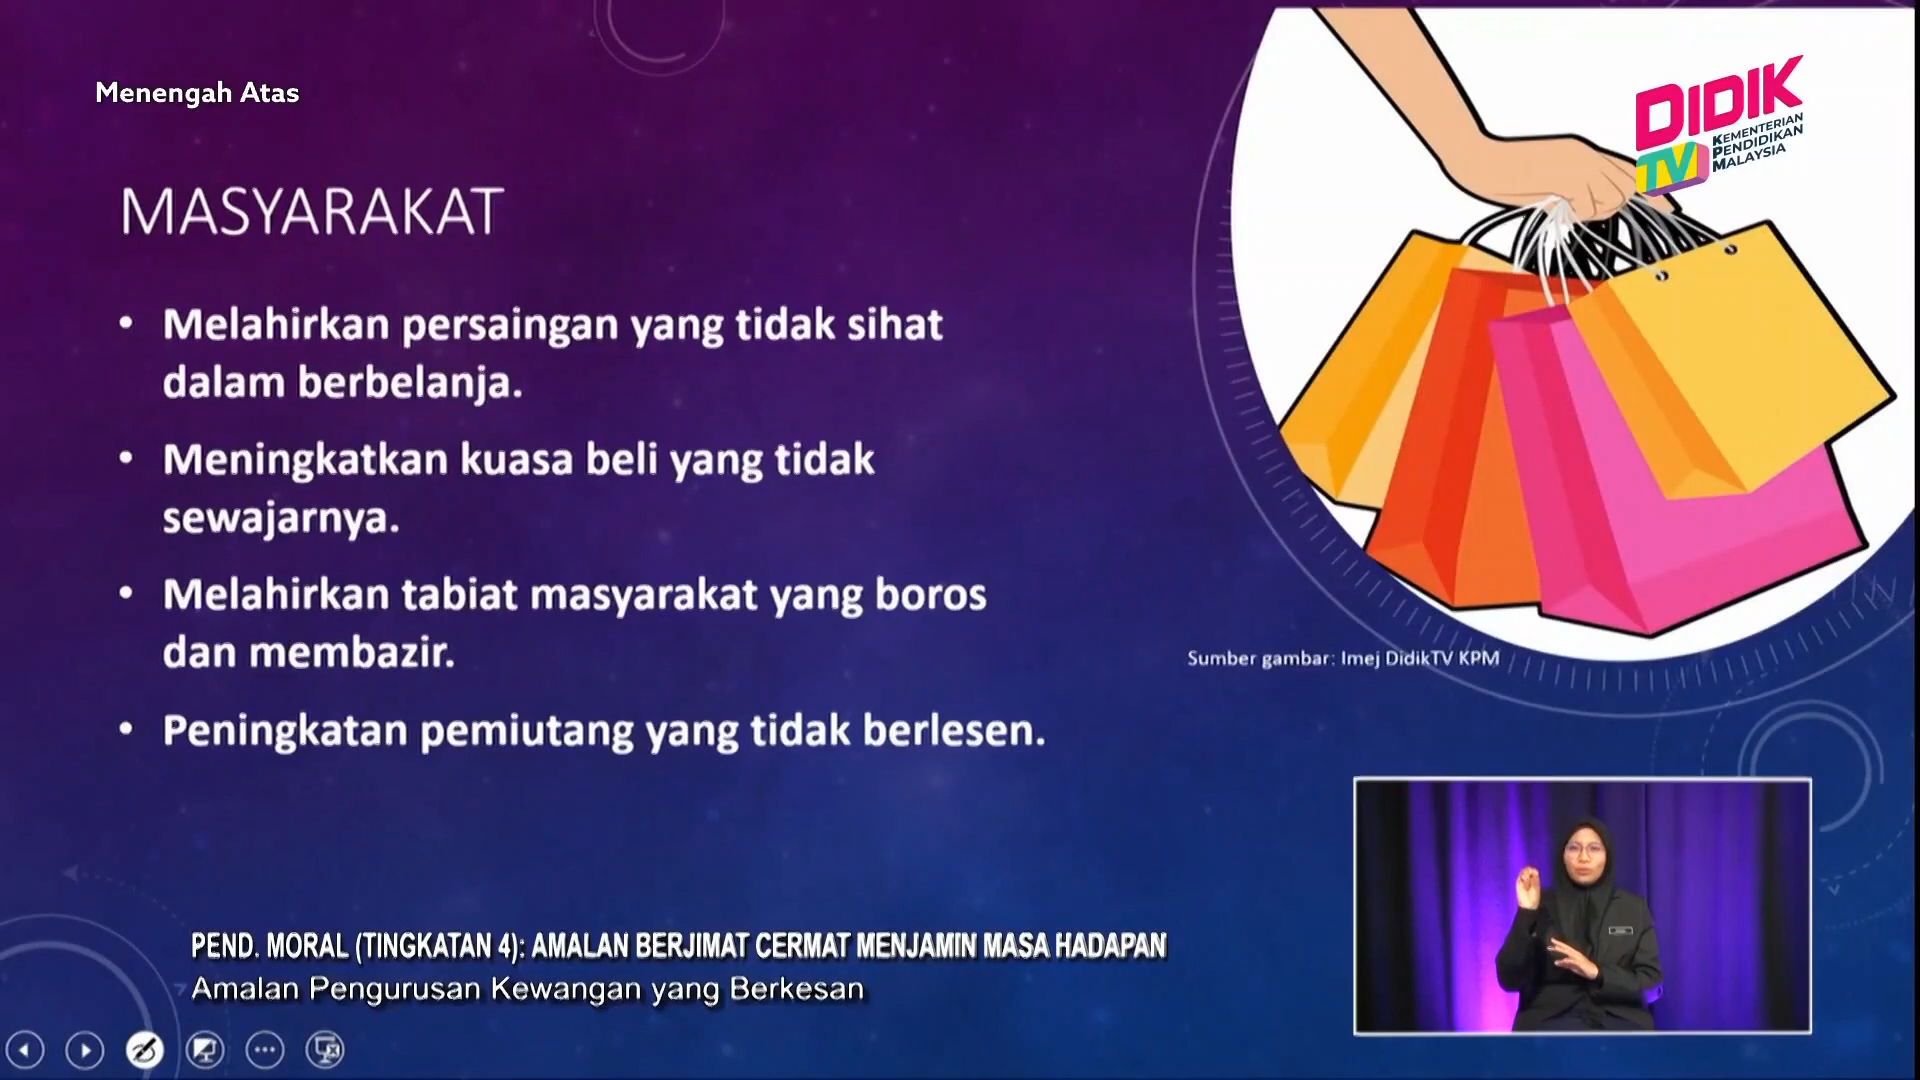 Menengah Atas
DIDIK
TV
KEMENTERIAN
PENDIDIKAN
MALAYSIA
MASYARAKAT
• Melahirkan persaingan yang tidak sihat
dalam berbelanja.
• Meningkatkan kuasa beli yang tidak
sewajarnya.
• Melahirkan tabiat masyarakat yang boros
dan membazir.
• Peningkatan pemiutang yang tidak berlesen.
Sumber gambar: Imej DidikTV KPM
PEND. MORAL (TINGKATAN 4): AMALAN BERJIMAT CERMAT MENJAMIN MASA HADAPAN
Amalan Pengurusan Kewangan yang Berkesan